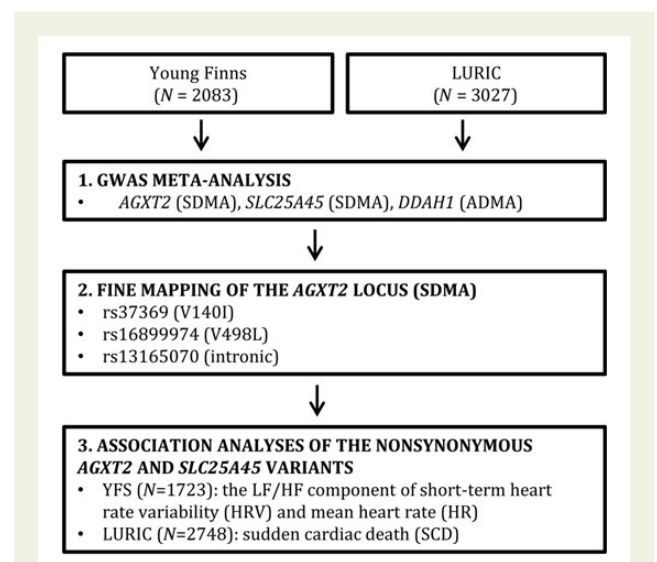 Young Finns
(N = 2083)
LURIC
(N = 3027)
1. GWAS META-ANALYSIS
• AGXT2 (SDMA), SLC25A45 (SDMA), DDAH1 (ADMA)
2. FINE MAPPING OF THE AGXT2 LOCUS (SDMA)
• rs37369 (V140I)
• rs16899974 (V498L)
• rs13165070 (intronic)
3. ASSOCIATION ANALYSES OF THE NONSYNONYMOUS
AGXT2 AND SLC25A45 VARIANTS
• YFS (N=1723): the LF/HF component of short-term heart
rate variability (HRV) and mean heart rate (HR)
• LURIC (N=2748): sudden cardiac death (SCD)